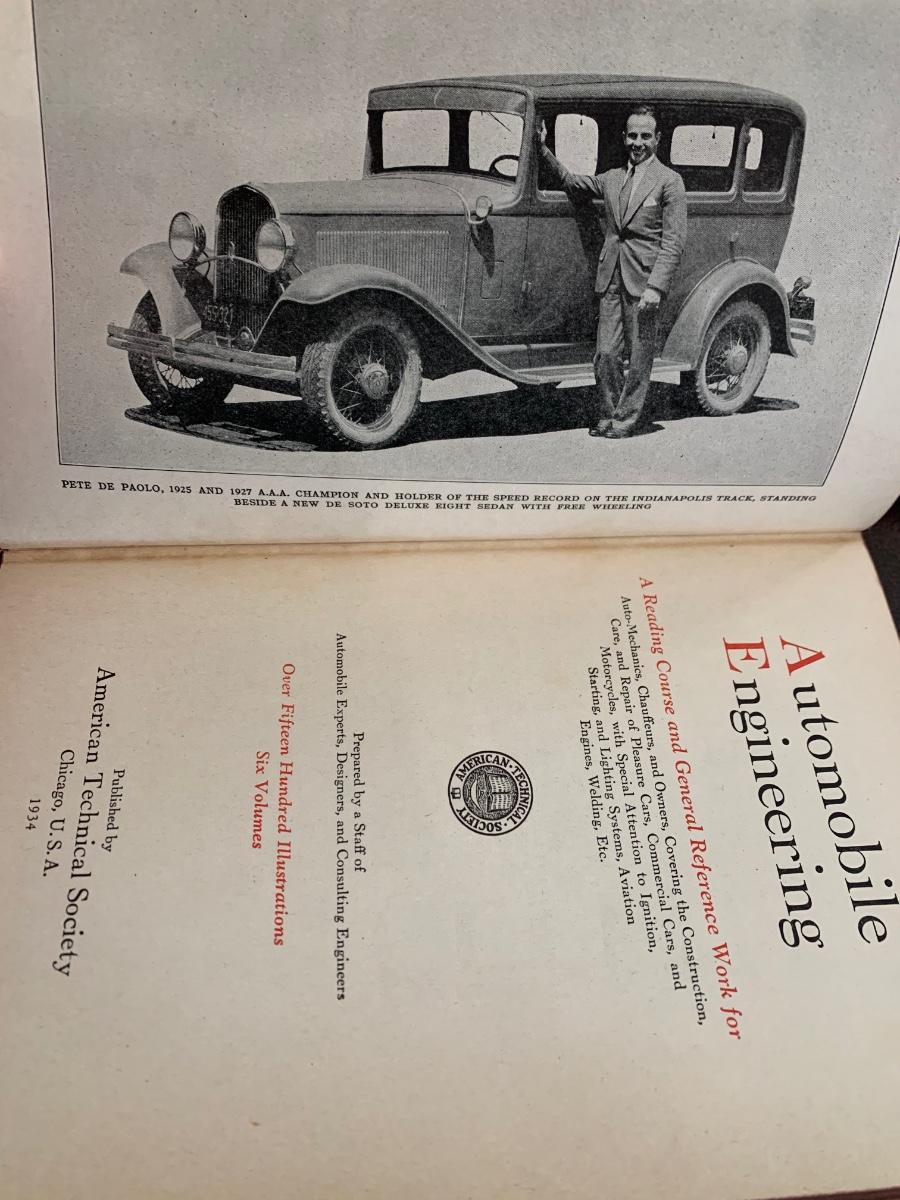 PETE DE PAOLO, 1925 AND 1927 A.A.A. CHAMPION AND HOLDER OF THE SPEED RECORD ON THE INDIANAPOLIS TRACK, STANDING
BESIDE A NEW DE SOTO DELUXE EIGHT SEDAN WITH FREE WHEELING
Automobile
Engineering
A Reading Course and General Reference Work for
Auto-Mechanics, Chauffeurs, and Owners, Covering the Construction,
Care, and Repair of Pleasure Cars, Commercial Cars, and
Motorcycles, with Special Attention to Ignition,
Starting, and Lighting Systems, Aviation
Engines, Welding, Etc.
AMERICAN·TECHNICAL·SOCIETY·
Prepared by a Staff of
Automobile Experts, Designers, and Consulting Engineers
Over Fifteen Hundred Illustrations
Six Volumes
Published by
American Technical Society
Chicago, U. S. A.
1934